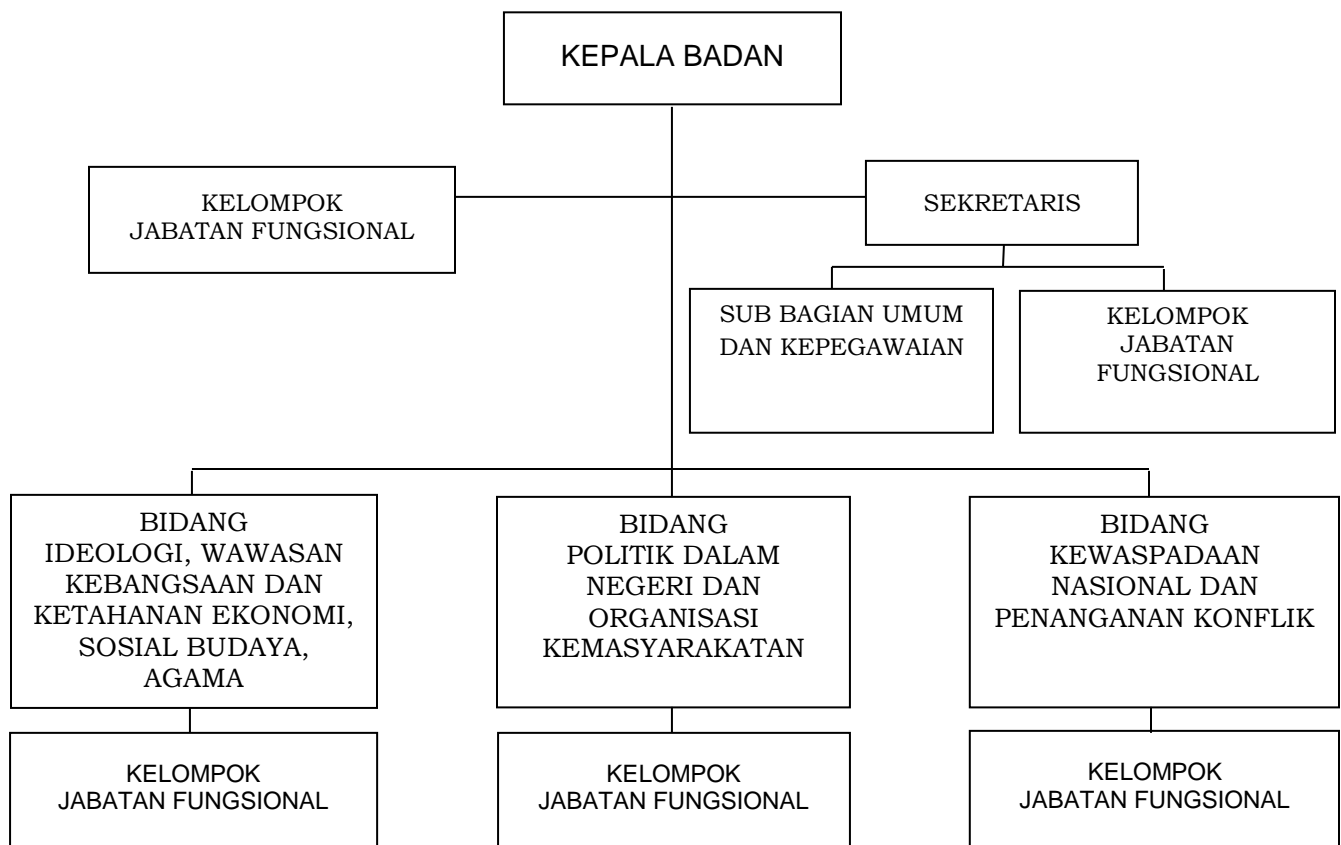 KEPALA BADAN
KELOMPOK
JABATAN FUNGSIONAL
SEKRETARIS
SUB BAGIAN UMUM
DAN KEPEGAWAIAN
KELOMPOK
JABATAN
FUNGSIONAL
BIDANG
IDEOLOGI, WAWASAN
KEBANGSAAN DAN
KETAHANAN EKONOMI,
SOSIAL BUDAYA,
AGAMA
BIDANG
POLITIK DALAM
NEGERI DAN
ORGANISASI
KEMASYARAKATAN
BIDANG
KEWASPADAAN
NASIONAL DAN
PENANGANAN KONFLIK
KELOMPOK
JABATAN FUNGSIONAL
KELOMPOK
JABATAN FUNGSIONAL
KELOMPOK
JABATAN FUNGSIONAL